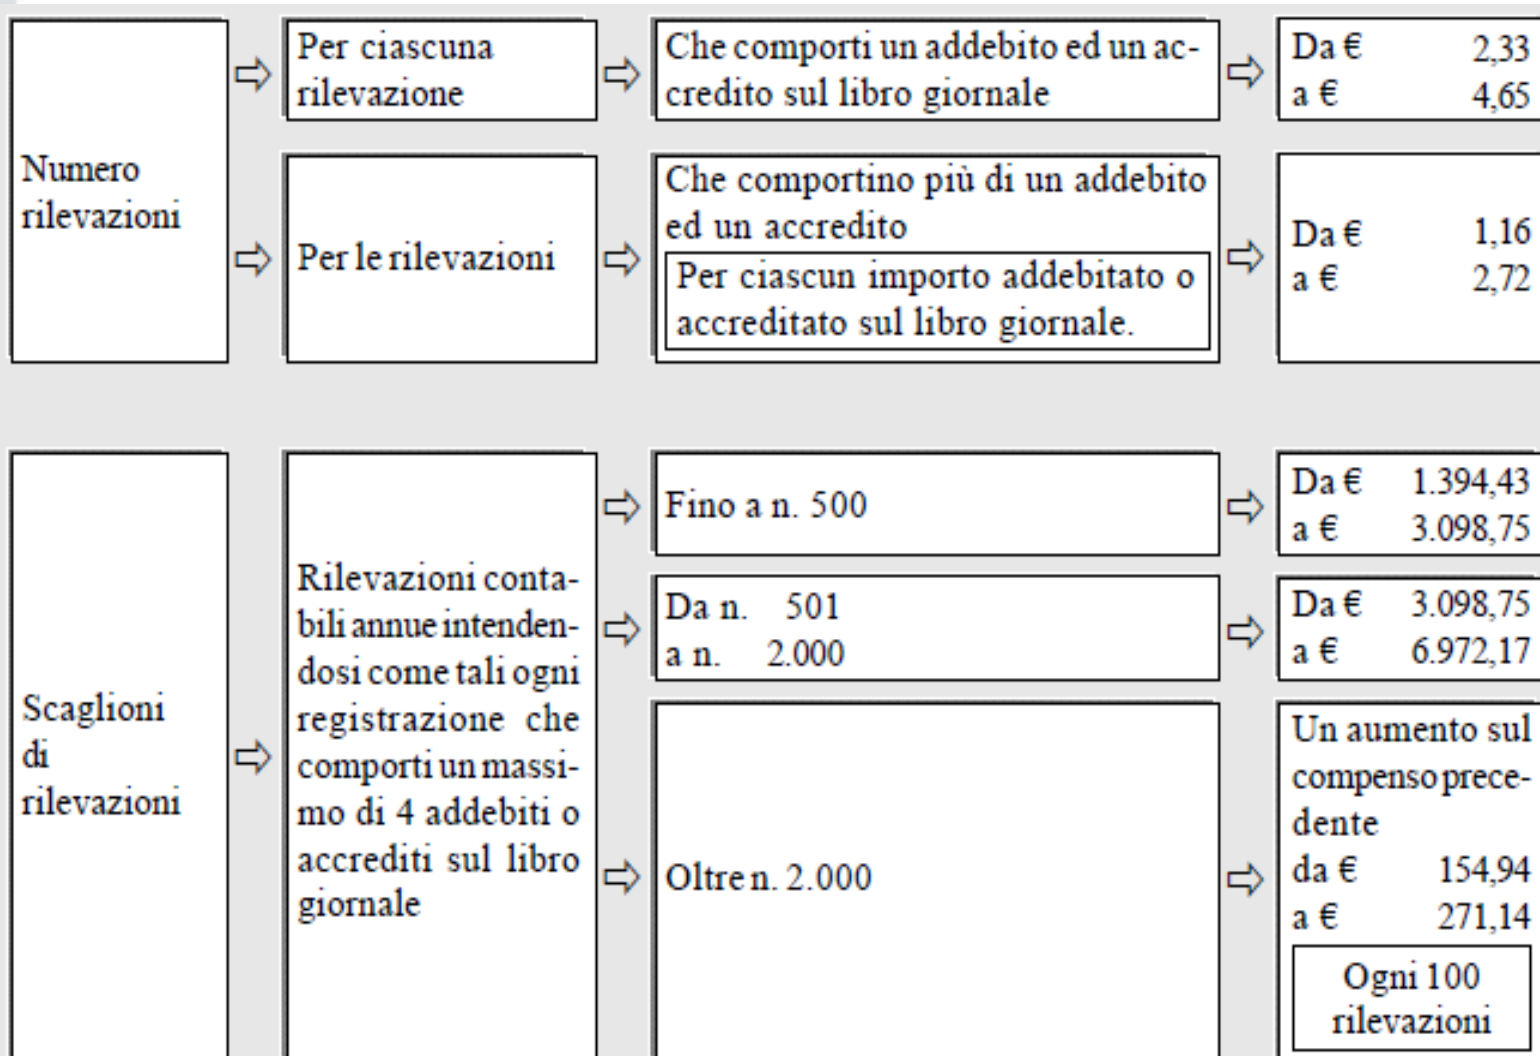 Numero
rilevazioni
Per ciascuna
rilevazione
Che comporti un addebito ed un ac-
credito sul libro giornale
Da € 2,33
a € 4,65
Per le rilevazioni
Che comportino più di un addebito
ed un accredito
Per ciascun importo addebitato o
accreditato sul libro giornale.
Da € 1,16
a € 2,72
Scaglioni
di
rilevazioni
Rilevazioni conta-
bili annue intenden-
dosi come tali ogni
registrazione che
comporti un massi-
mo di 4 addebiti o
accrediti sul libro
giornale
Fino a n. 500
Da € 1.394,43
a € 3.098,75
Da n. 501
a n. 2.000
Da € 3.098,75
a € 6.972,17
Oltre n. 2.000
Un aumento sul
compenso prece-
dente
da € 154,94
a € 271,14
Ogni 100
rilevazioni